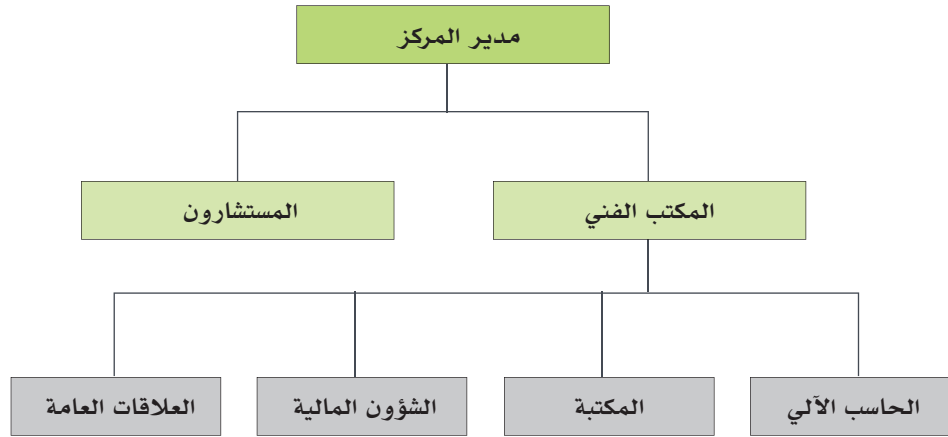 مدير المركز
المكتب الفني
المستشارون
الحاسب الآلي
المكتبة
الشؤون المالية
العلاقات العامة